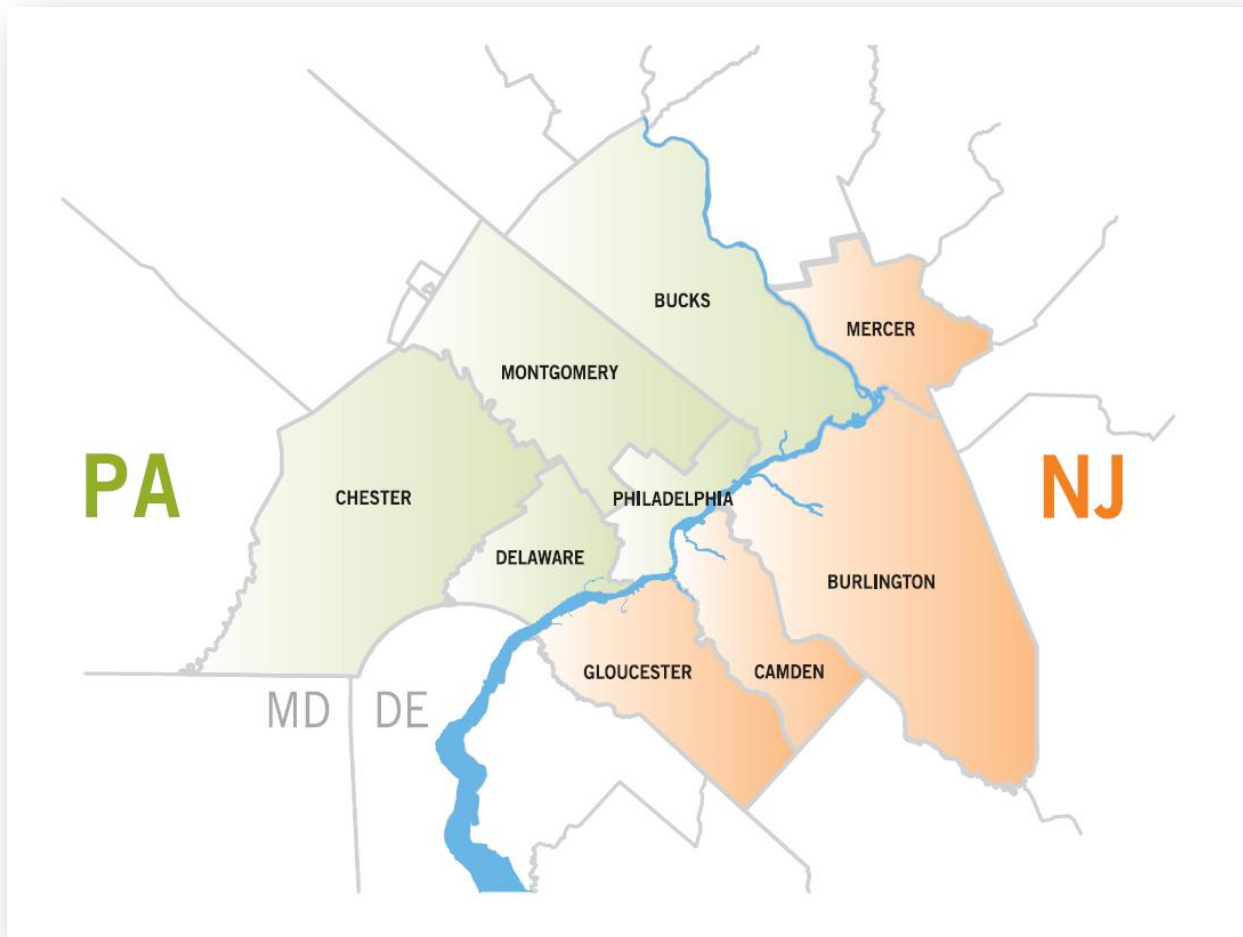 BUCKS
MERCER
MONTGOMERY
PA
CHESTER
PHILADELPHIA
NJ
DELAWARE
BURLINGTON
GLOUCESTER
CAMDEN
MD
DE